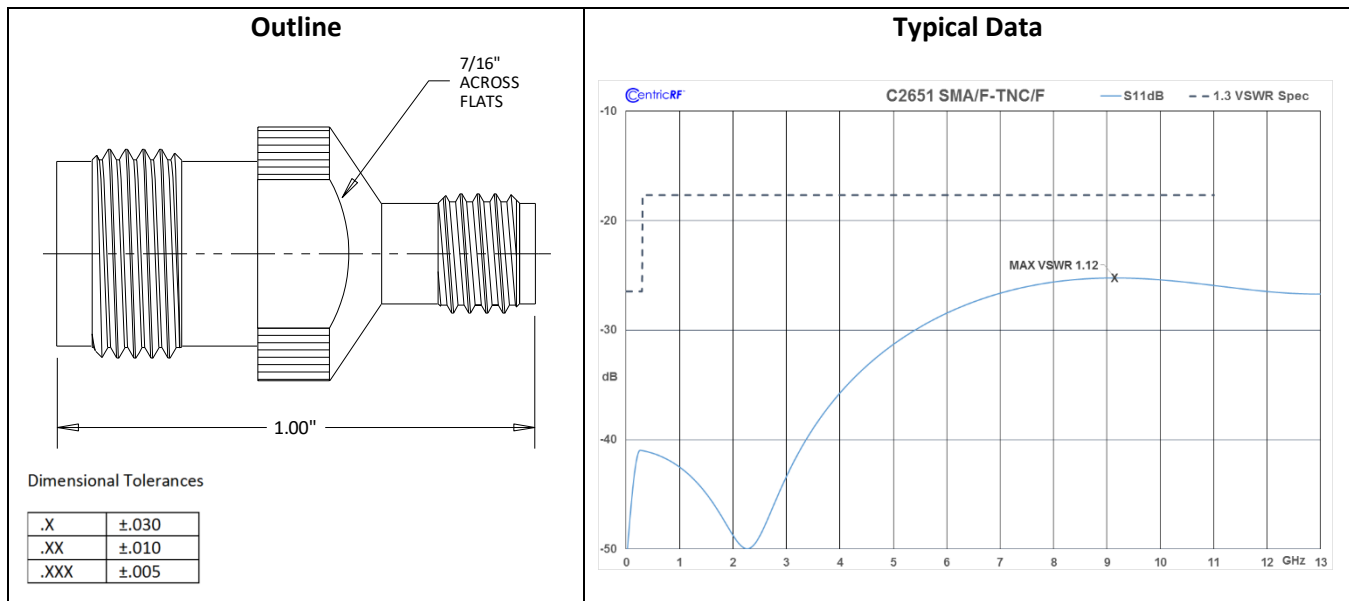 Outline
7/16"
ACROSS
FLATS
1.00"
Dimensional Tolerances
.X ±.030
.XX ±.010
.XXX ±.005
Typical Data
CentricRF
C2651 SMA/F-TNC/F
S11dB
1.3 VSWR Spec
-10
-20
MAX VSWR 1.12
-30
dB
-40
-50
0 1 2 3 4 5 6 7 8 9 10 11 12 GHz 13